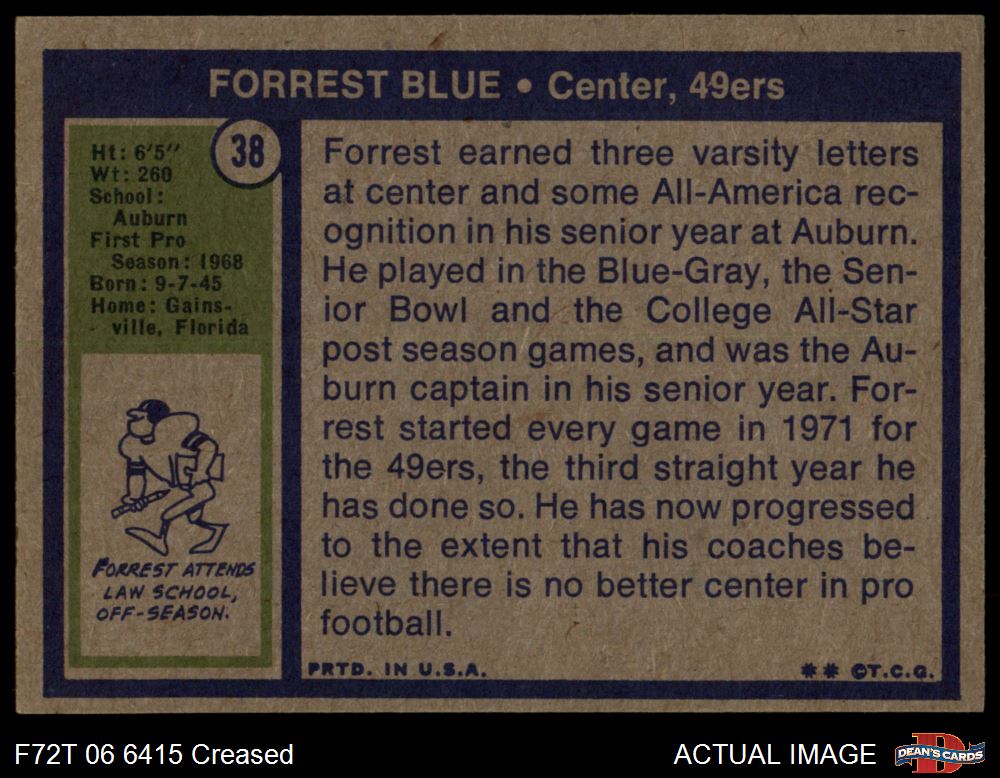 FORREST BLUE • Center, 49ers
38
Ht: 6'5"
Wt: 260
School:
Auburn
First Pro
Season: 1968
Born: 9-7-45
Home: Gains-
ville, Florida
FORREST ATTENDS
LAW SCHOOL,
OFF-SEASON.
Forrest earned three varsity letters
at center and some All-America rec-
ognition in his senior year at Auburn.
He played in the Blue-Gray, the Sen-
ior Bowl and the College All-Star
post season games, and was the Au-
burn captain in his senior year. For-
rest started every game in 1971 for
the 49ers, the third straight year he
has done so. He has now progressed
to the extent that his coaches be-
lieve there is no better center in pro
football.
PRTD. IN U.S.A.
** ©T.C.G.
F72T 06 6415 Creased
ACTUAL IMAGE
D
DEAN'S CARDS